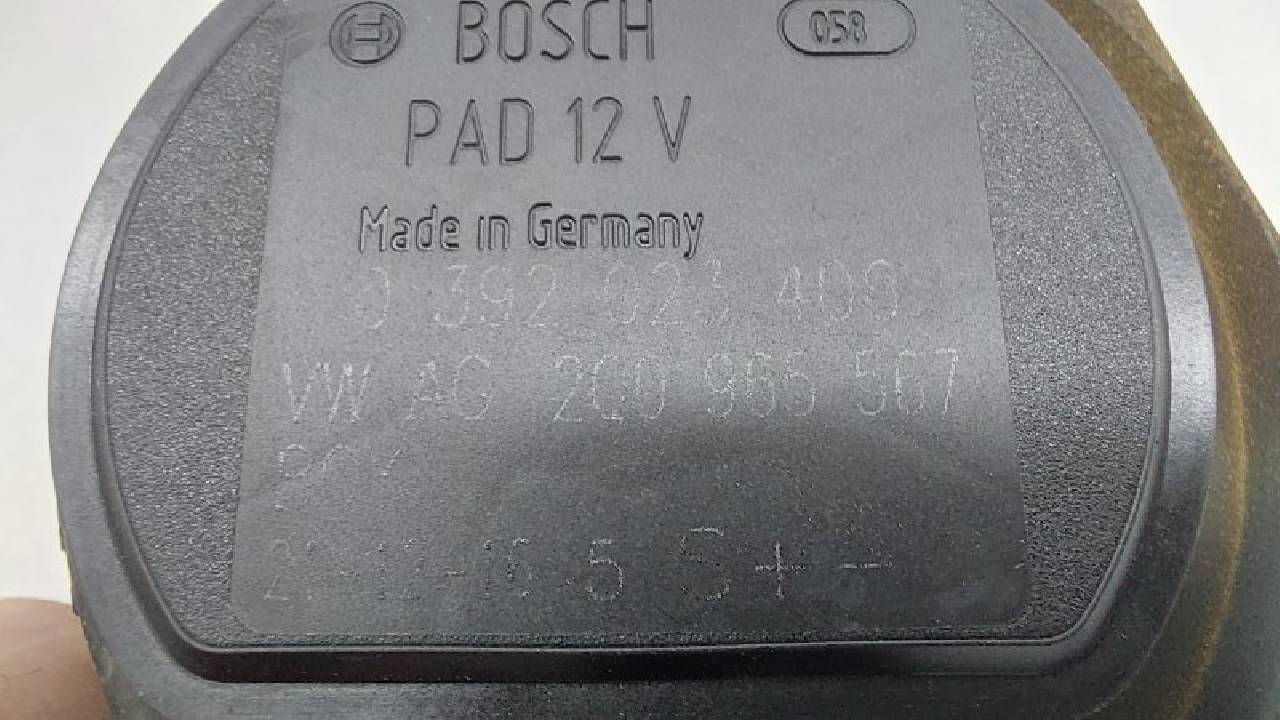 BOSCH 058
PAD 12 V
Made in Germany
0 392 023 409
VW AG 2Q0 965 567
5 S + -